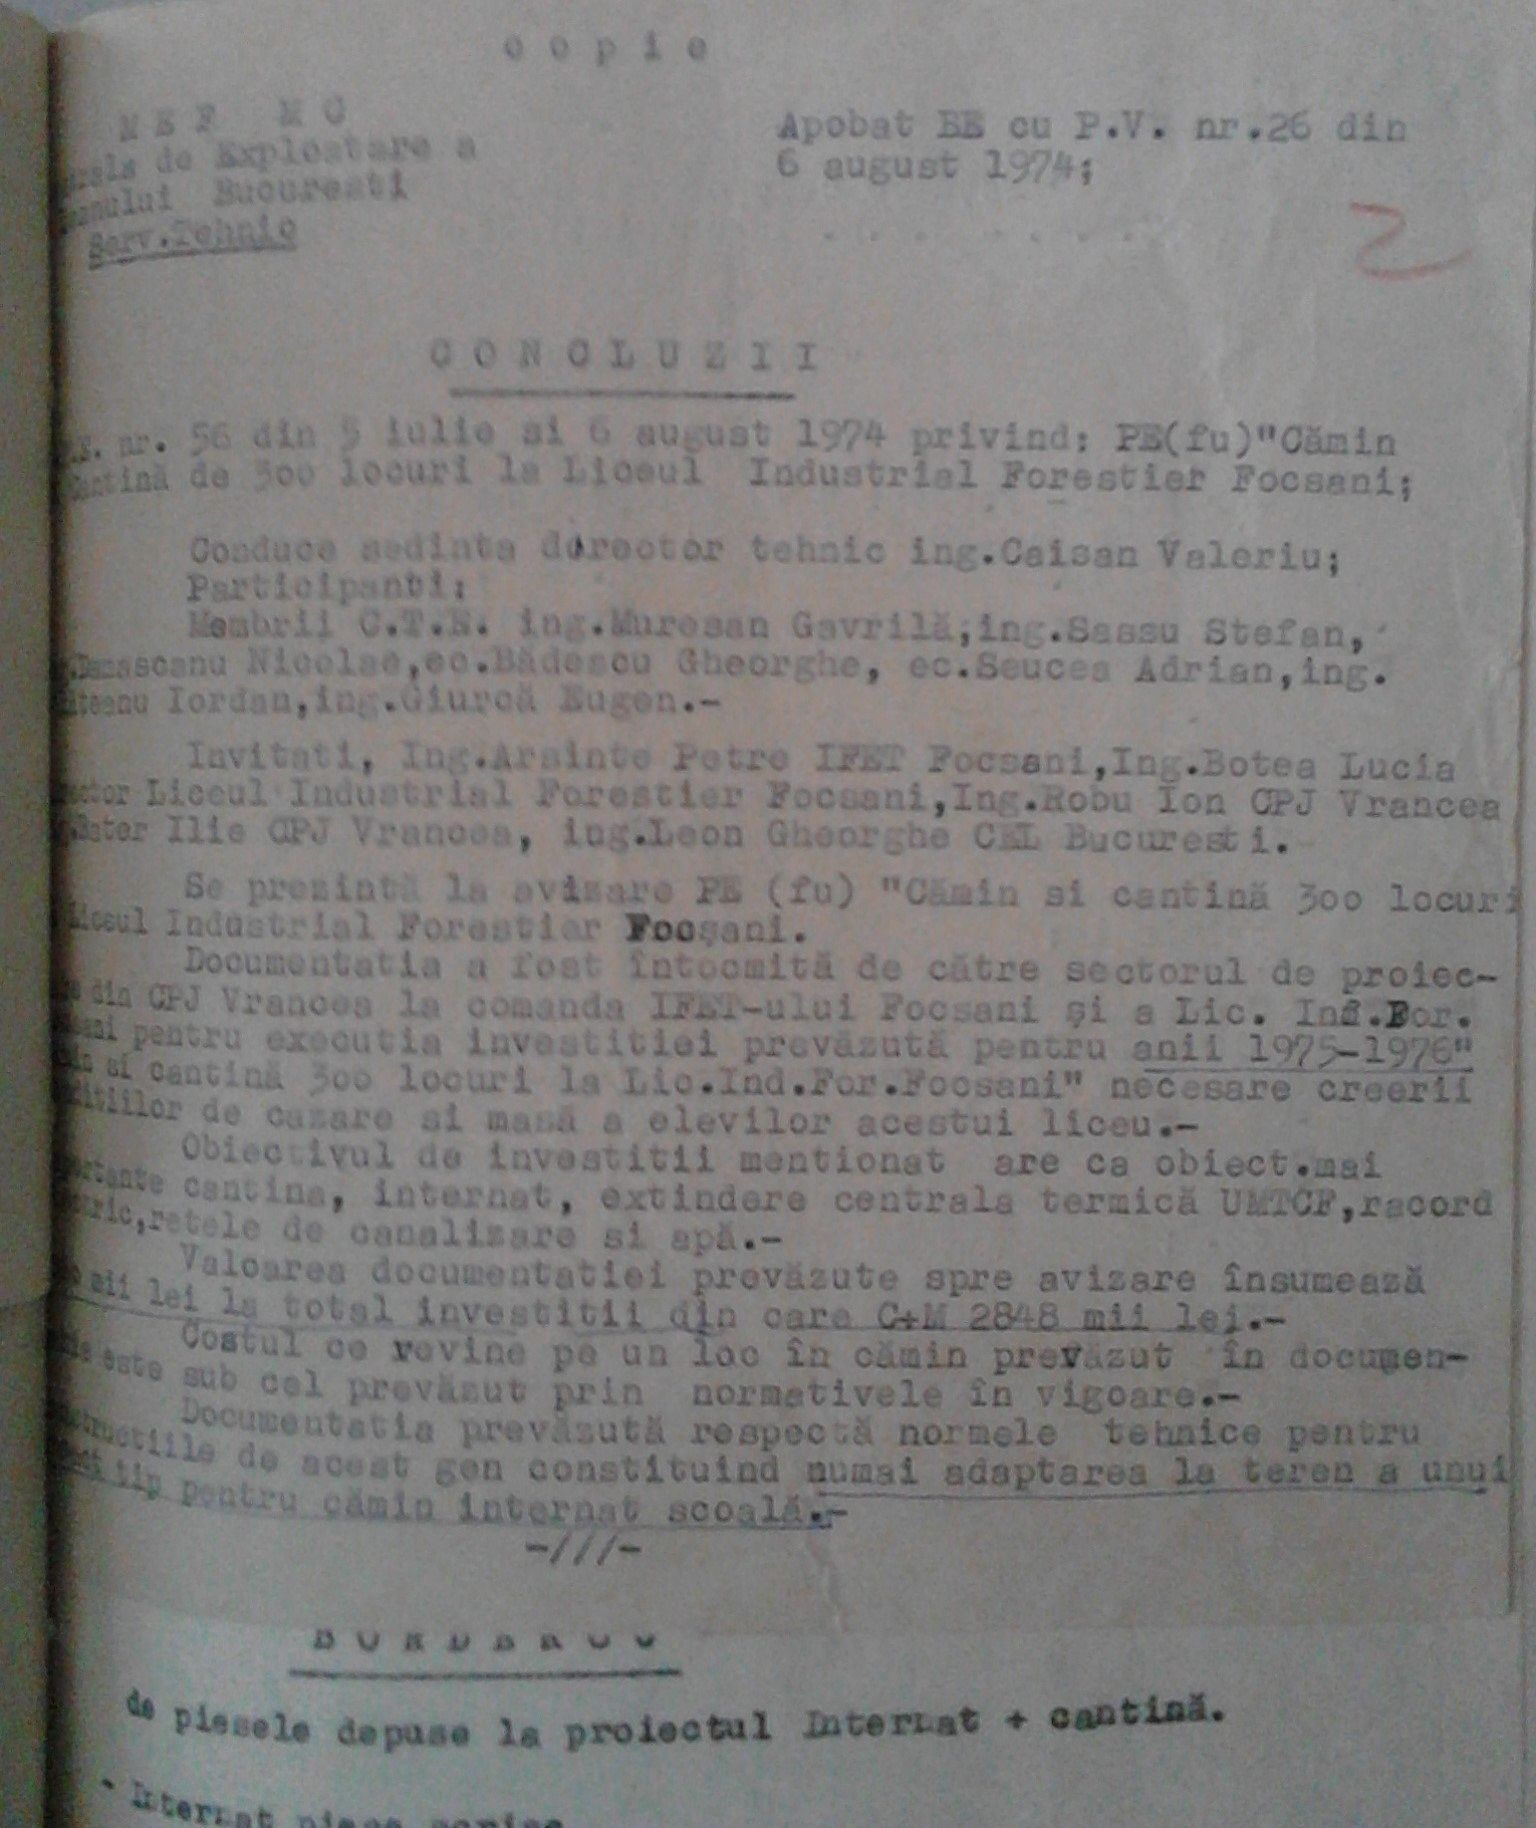 c o p i e
M E F M C
de Exploatare a
Bucuresti
Serv.Tehnic
Apobat BE cu P.V. nr.26 din
6 august 1974;
2
C O N C L U Z I I
nr. 56 din 5 iulie si 6 august 1974 privind: PE(fu)"Cămin
de 300 locuri la Liceul Industrial Forestier Focsani;
Conduce sedinta director tehnic ing.Caisan Valeriu;
Participanti:
Membrii C.T.E. ing.Muresan Gavrilă,ing.Sassu Stefan,
Nicolae,ec.Bădescu Gheorghe, ec.Seucea Adrian,ing.
Iordan,ing.Giurcă Eugen.-
Invitati, Ing.Arsinte Petre IFET Focsani,Ing.Botea Lucia
Liceul Industrial Forestier Focsani,Ing.Robu Ion CPJ Vrancea
Ilie CPJ Vrancea, ing.Leon Gheorghe CEL Bucuresti.
Se prezintă la avizare PE (fu) "Cămin si cantină 300 locuri
Liceul Industrial Forestier Focşani.
Documentatia a fost întocmită de către sectorul de proiec-
din CPJ Vrancea la comanda IFET-ului Focsani şi a Lic. Ind.For.
pentru executia investitiei prevăzută pentru anii 1975-1976"
si cantină 300 locuri la Lic.Ind.For.Focsani" necesare creerii
de cazare si masă a elevilor acestui liceu.-
Obiectivul de investitii mentionat are ca obiect.mai
cantina, internat, extindere centrala termică UMTCF,racord
retele de canalizare si apă.-
Valoarea documentatiei prevăzute spre avizare însumează
mii lei la total investitii din care C+M 2848 mii lei.-
Costul ce revine pe un loc în cămin prevăzut în documen-
este sub cel prevăzut prin normativele în vigoare.-
Documentatia prevăzută respectă normele tehnice pentru
de acest gen constituind numai adaptarea la teren a unui
tip pentru cămin internat scoală.-
-///-
B O R D E R O U
de piesele depuse la proiectul Internat + cantină.
- Internat piese scrise